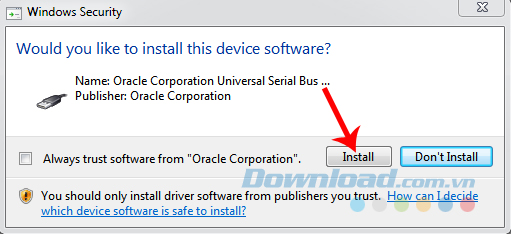 Windows Security
Would you like to install this device software?
Name: Oracle Corporation Universal Serial Bus ...
Publisher: Oracle Corporation
Always trust software from "Oracle Corporation".
Install
Don't Install
Download.com.vn
You should only install driver software from publishers you trust. How can I decide
which device software is safe to install?